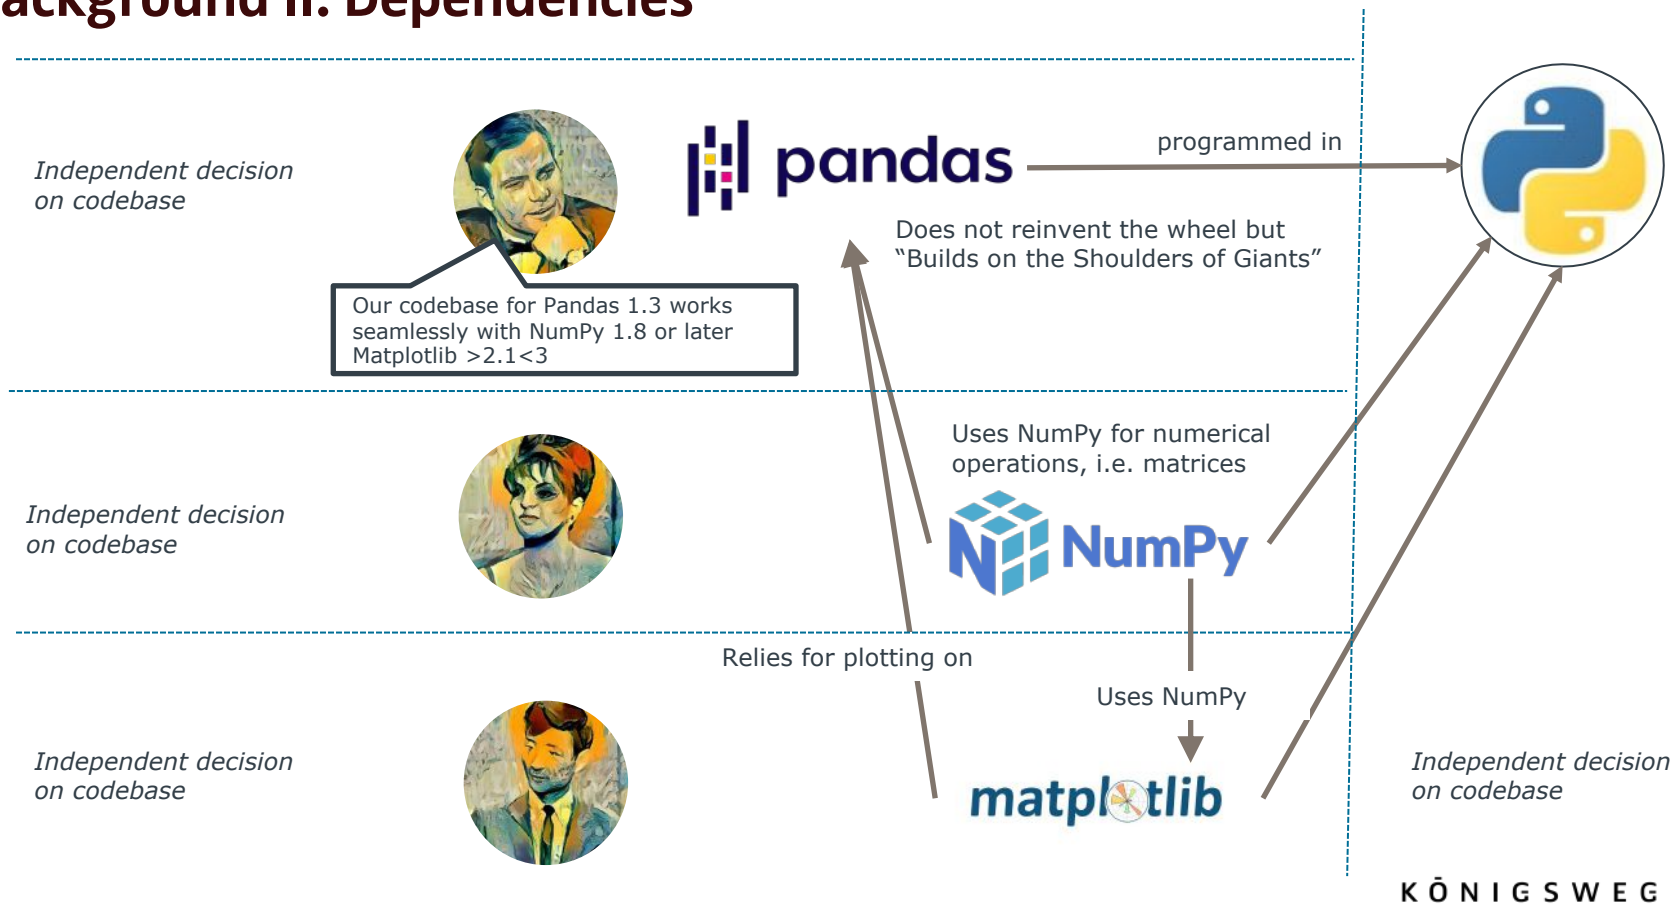 ackground II: Dependencies
Independent decision
on codebase
pandas
programmed in
Does not reinvent the wheel but
“Builds on the Shoulders of Giants”
Our codebase for Pandas 1.3 works
seamlessly with NumPy 1.8 or later
Matplotlib >2.1<3
Uses NumPy for numerical
operations, i.e. matrices
Independent decision
on codebase
NumPy
Relies for plotting on
Uses NumPy
Independent decision
on codebase
matplotlib
Independent decision
on codebase
KÖNIGSWEG